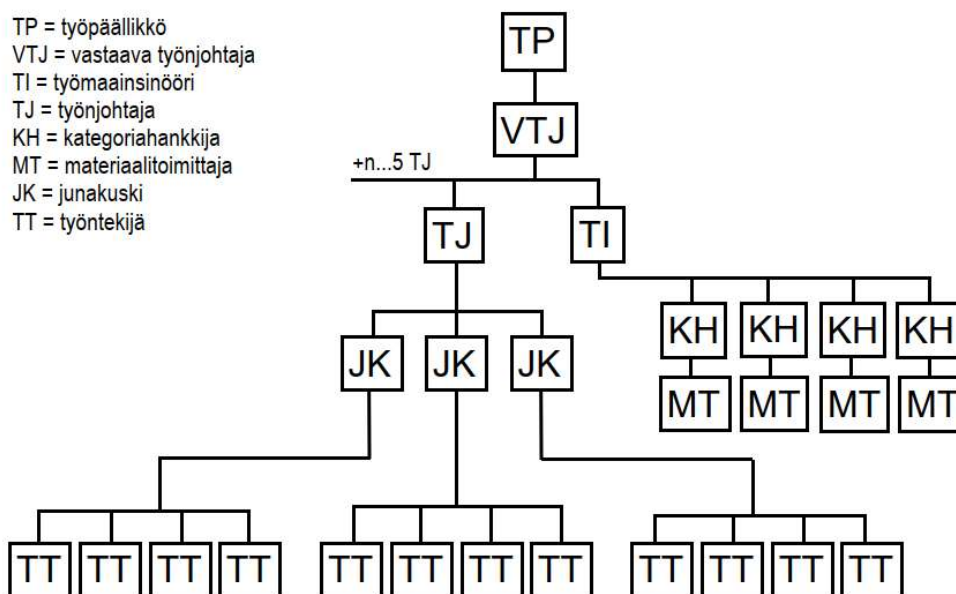 TP = työpäällikkö
VTJ = vastaava työnjohtaja
TI = työmaainsinööri
TJ = työnjohtaja
KH = kategoriahankkija
MT = materiaalitoimittaja
JK = junakuski
TT = työntekijä
TP
VTJ
+n...5 TJ
TJ TI
KH KH KH KH
JK JK JK
MT MT MT MT
TT TT TT TT TT TT TT TT TT TT TT TT